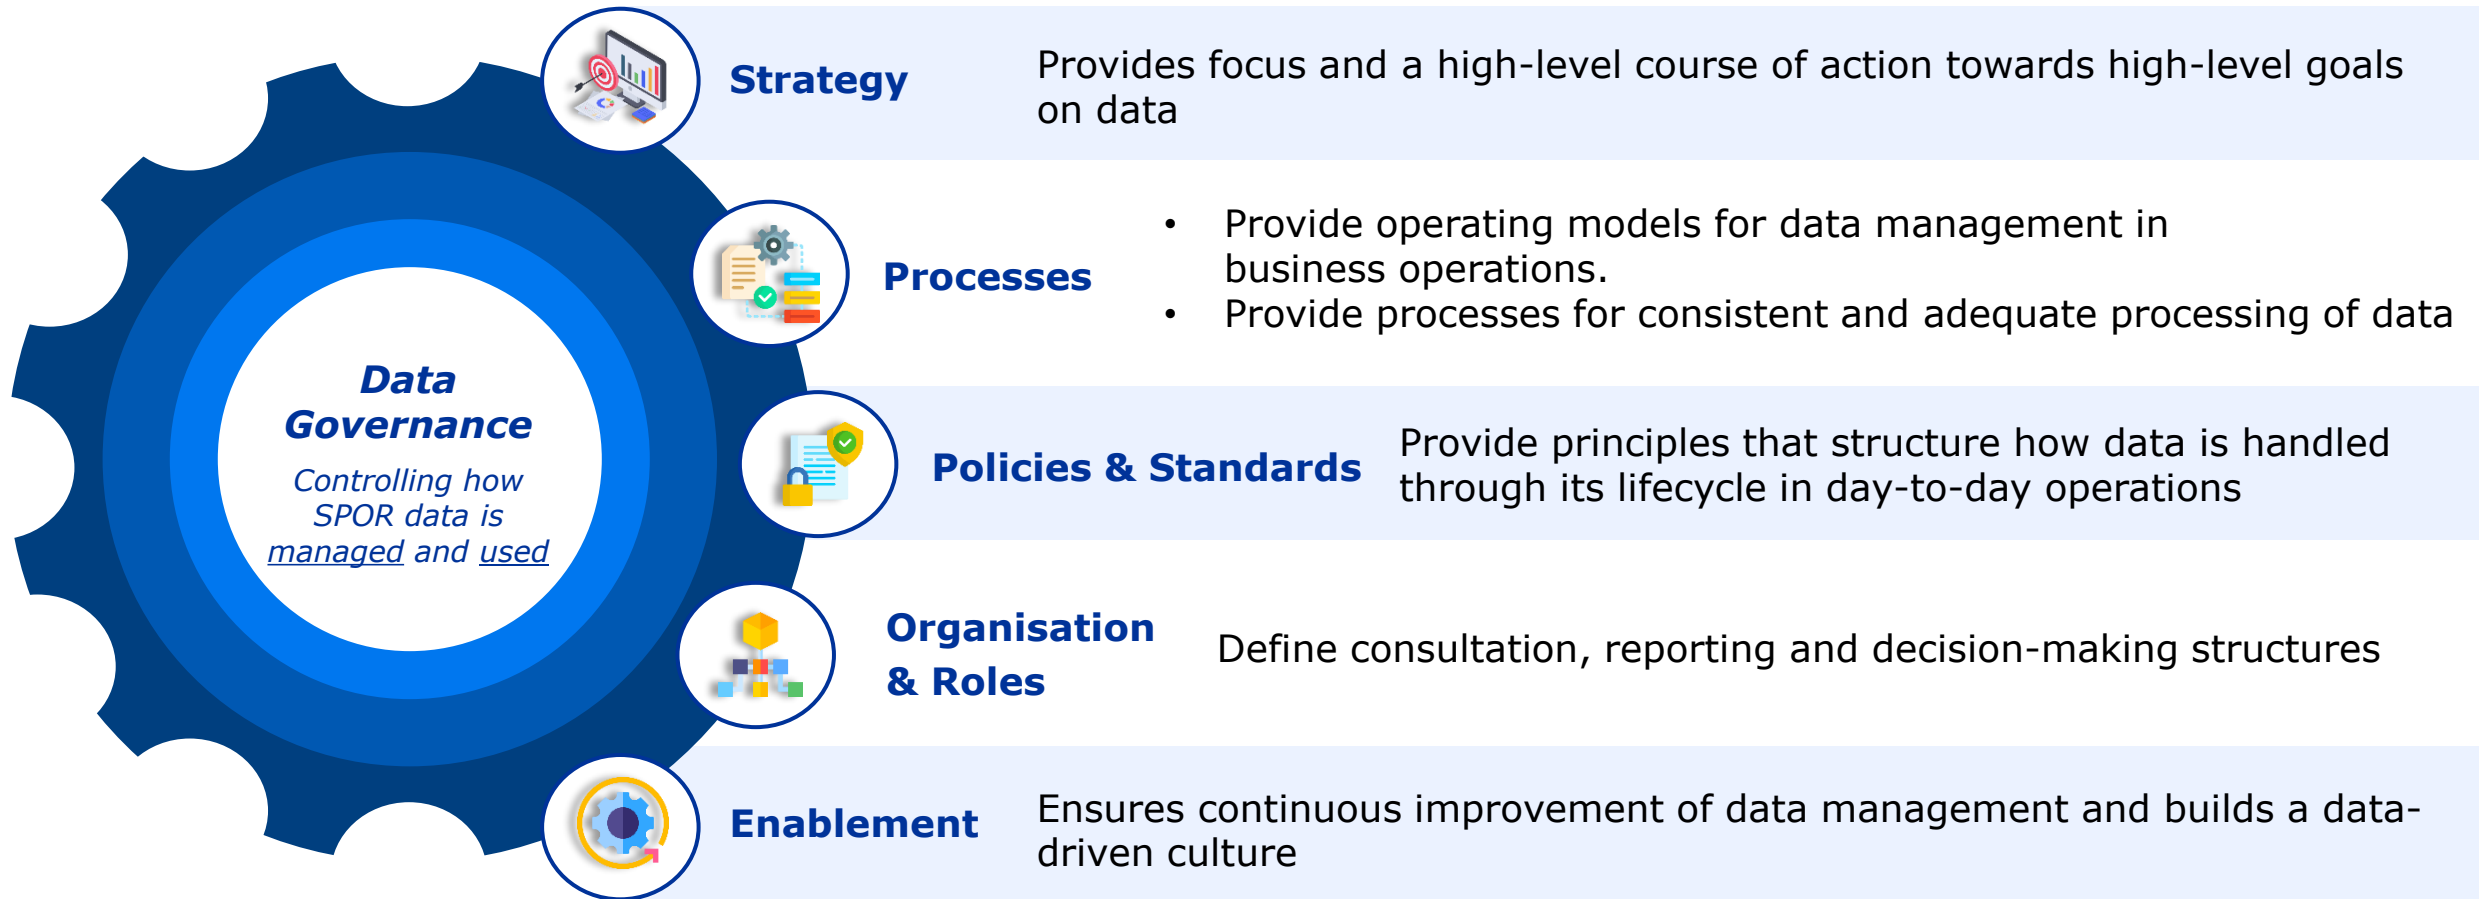 Data
Governance
Controlling how
SPOR data is
managed and used
Strategy
Provides focus and a high-level course of action towards high-level goals
on data
Processes
• Provide operating models for data management in
business operations.
• Provide processes for consistent and adequate processing of data
Policies & Standards
Provide principles that structure how data is handled
through its lifecycle in day-to-day operations
Organisation
& Roles
Define consultation, reporting and decision-making structures
Enablement
Ensures continuous improvement of data management and builds a data-
driven culture